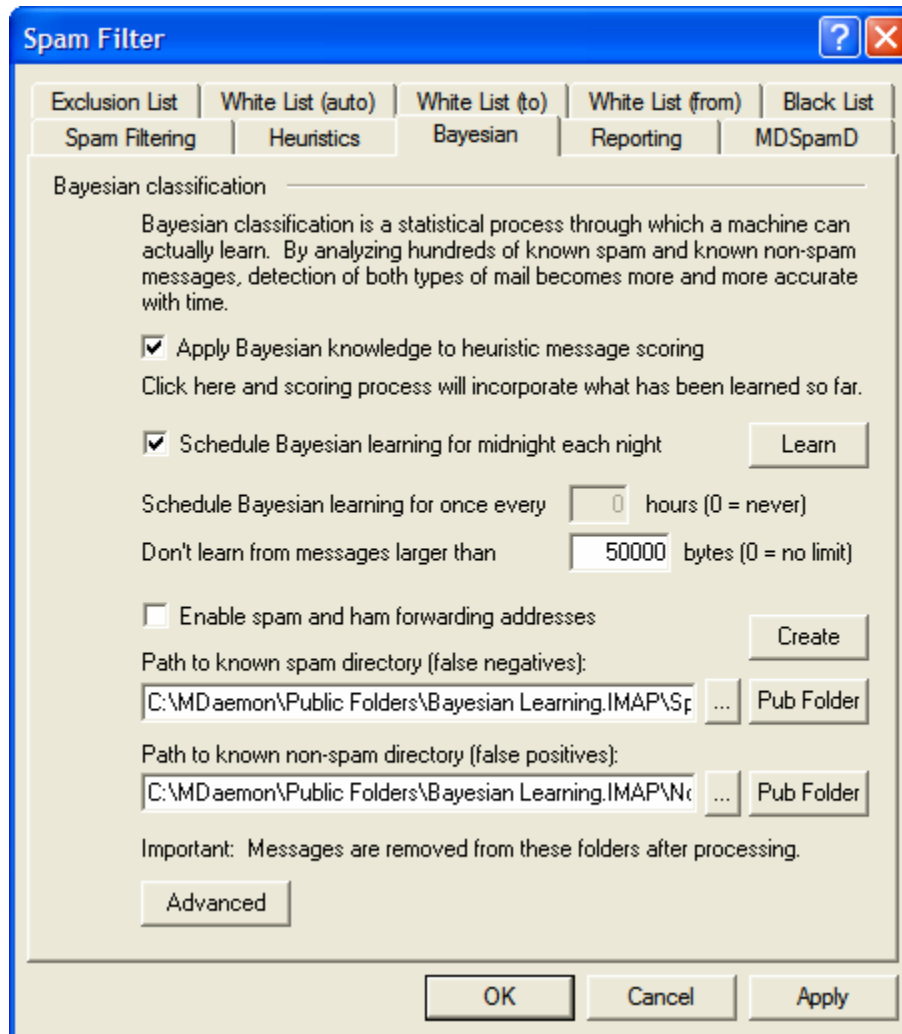 Spam Filter
Exclusion List White List (auto) White List (to) White List (from) Black List
Spam Filtering Heuristics Bayesian Reporting MDSpamD
Bayesian classification
Bayesian classification is a statistical process through which a machine can
actually learn. By analyzing hundreds of known spam and known non-spam
messages, detection of both types of mail becomes more and more accurate
with time.
Apply Bayesian knowledge to heuristic message scoring
Click here and scoring process will incorporate what has been learned so far.
Schedule Bayesian learning for midnight each night Learn
Schedule Bayesian learning for once every 0 hours (0 = never)
Don't learn from messages larger than 50000 bytes (0 = no limit)
Enable spam and ham forwarding addresses
Create
Path to known spam directory (false negatives):
C:\MDaemon\Public Folders\Bayesian Learning.IMAP\Sp ... Pub Folder
Path to known non-spam directory (false positives):
C:\MDaemon\Public Folders\Bayesian Learning.IMAP\No ... Pub Folder
Important: Messages are removed from these folders after processing.
Advanced
OK Cancel Apply